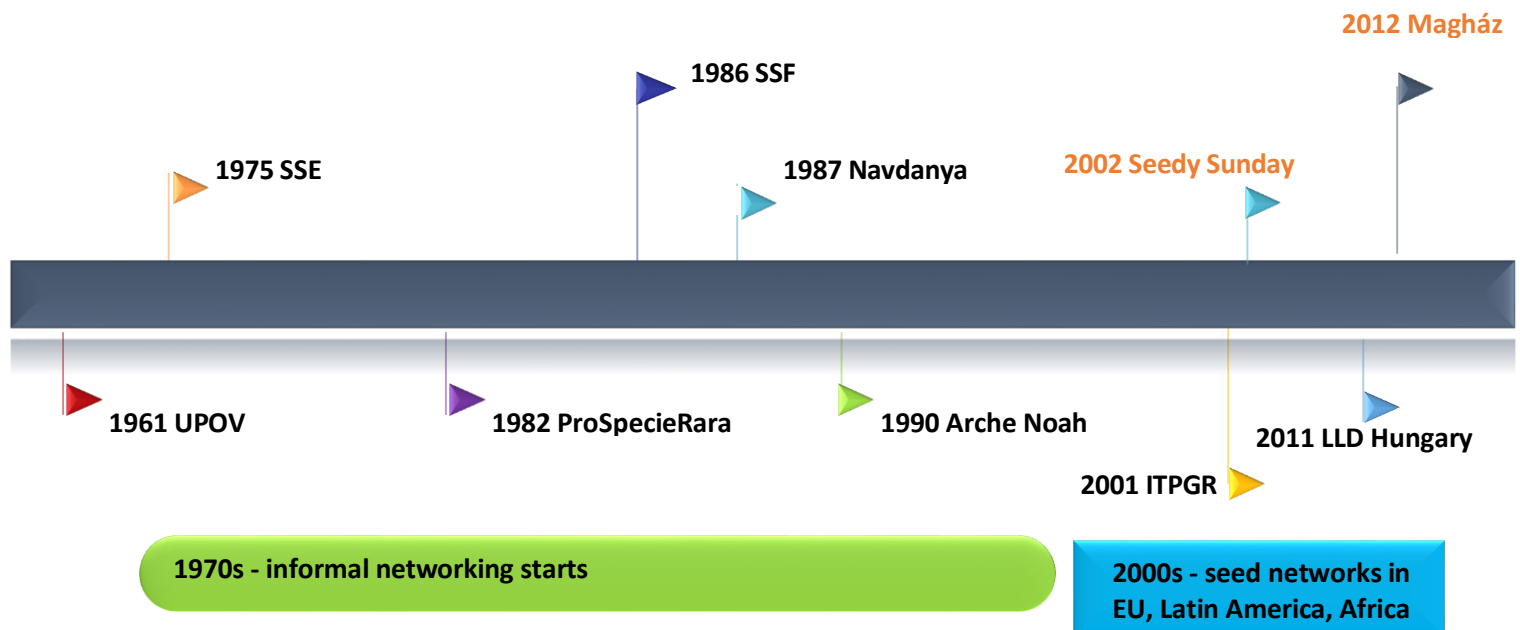 2012 Magház
1986 SSF
1975 SSE
1987 Navdanya
2002 Seedy Sunday
1961 UPOV
1982 ProSpecieRara
1990 Arche Noah
2011 LLD Hungary
2001 ITPGR
1970s - informal networking starts
2000s - seed networks in
EU, Latin America, Africa